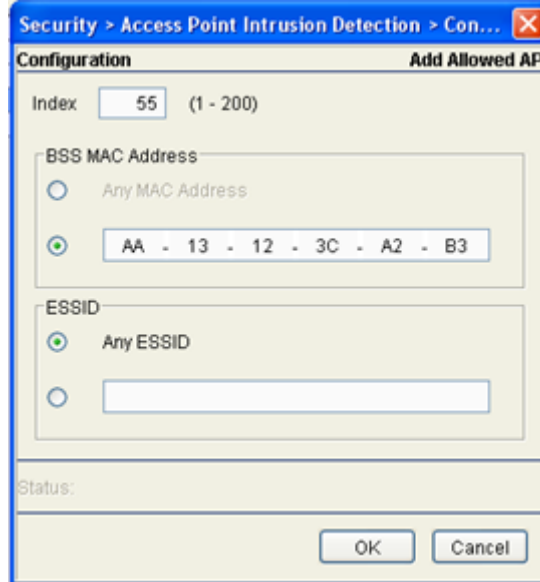 Security > Access Point Intrusion Detection > Con...
Configuration Add Allowed AP
Index 55 (1 - 200)
BSS MAC Address
Any MAC Address
AA - 13 - 12 - 3C - A2 - B3
ESSID
Any ESSID
Status:
OK Cancel